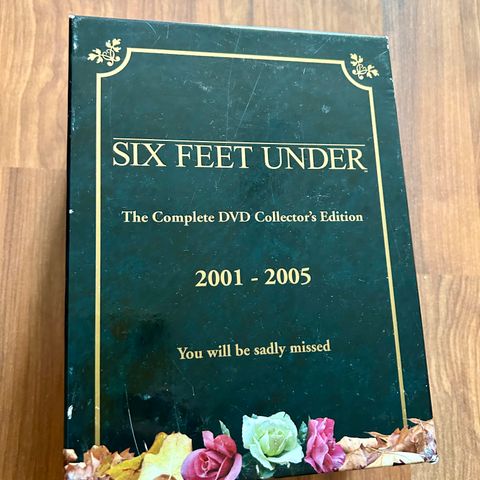 SIX FEET UNDER
The Complete DVD Collector's Edition
2001 - 2005
You will be sadly missed